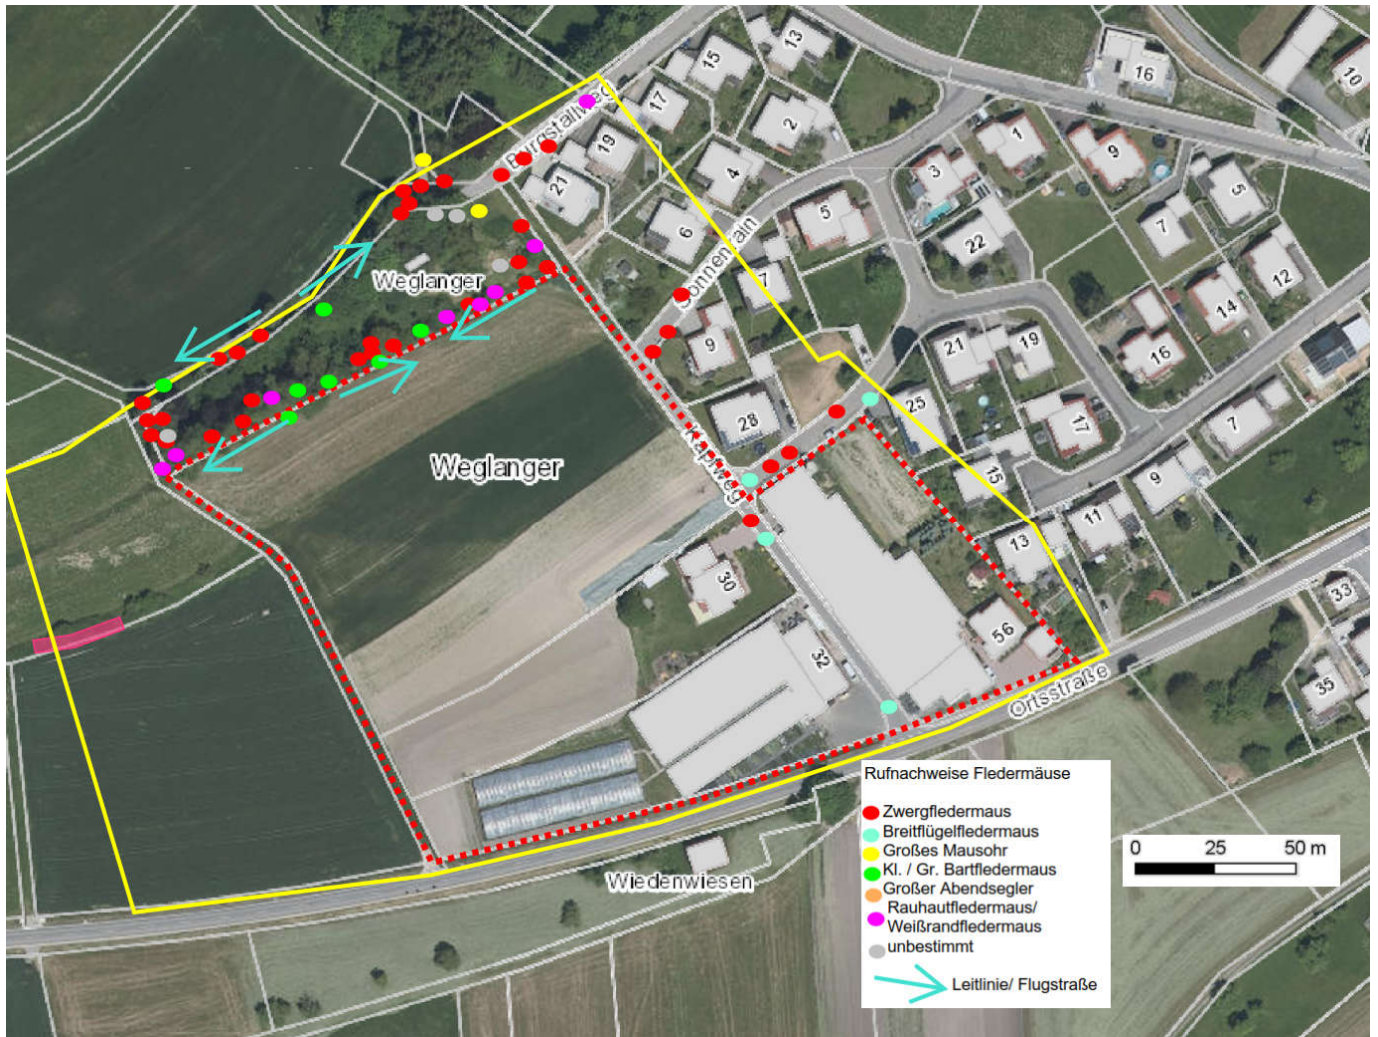 13
15
16
10
17
Burgstallweg
2
1
19
9
4
3
21
5
5
6
7
22
Sonnenrain
12
Weglanger
7
14
9
21
19
16
25
28
17
7
Weglanger
Kapfweg
15
9
11
13
30
33
56
32
35
Ortsstraße
Rufnachweise Fledermäuse
Zwergfledermaus
Breitflügelfledermaus
Großes Mausohr
Kl. / Gr. Bartfledermaus
Großer Abendsegler
Rauhautfledermaus/
Weißrandfledermaus
unbestimmt
Leitlinie/ Flugstraße
0 25 50 m
Wiedenwiesen